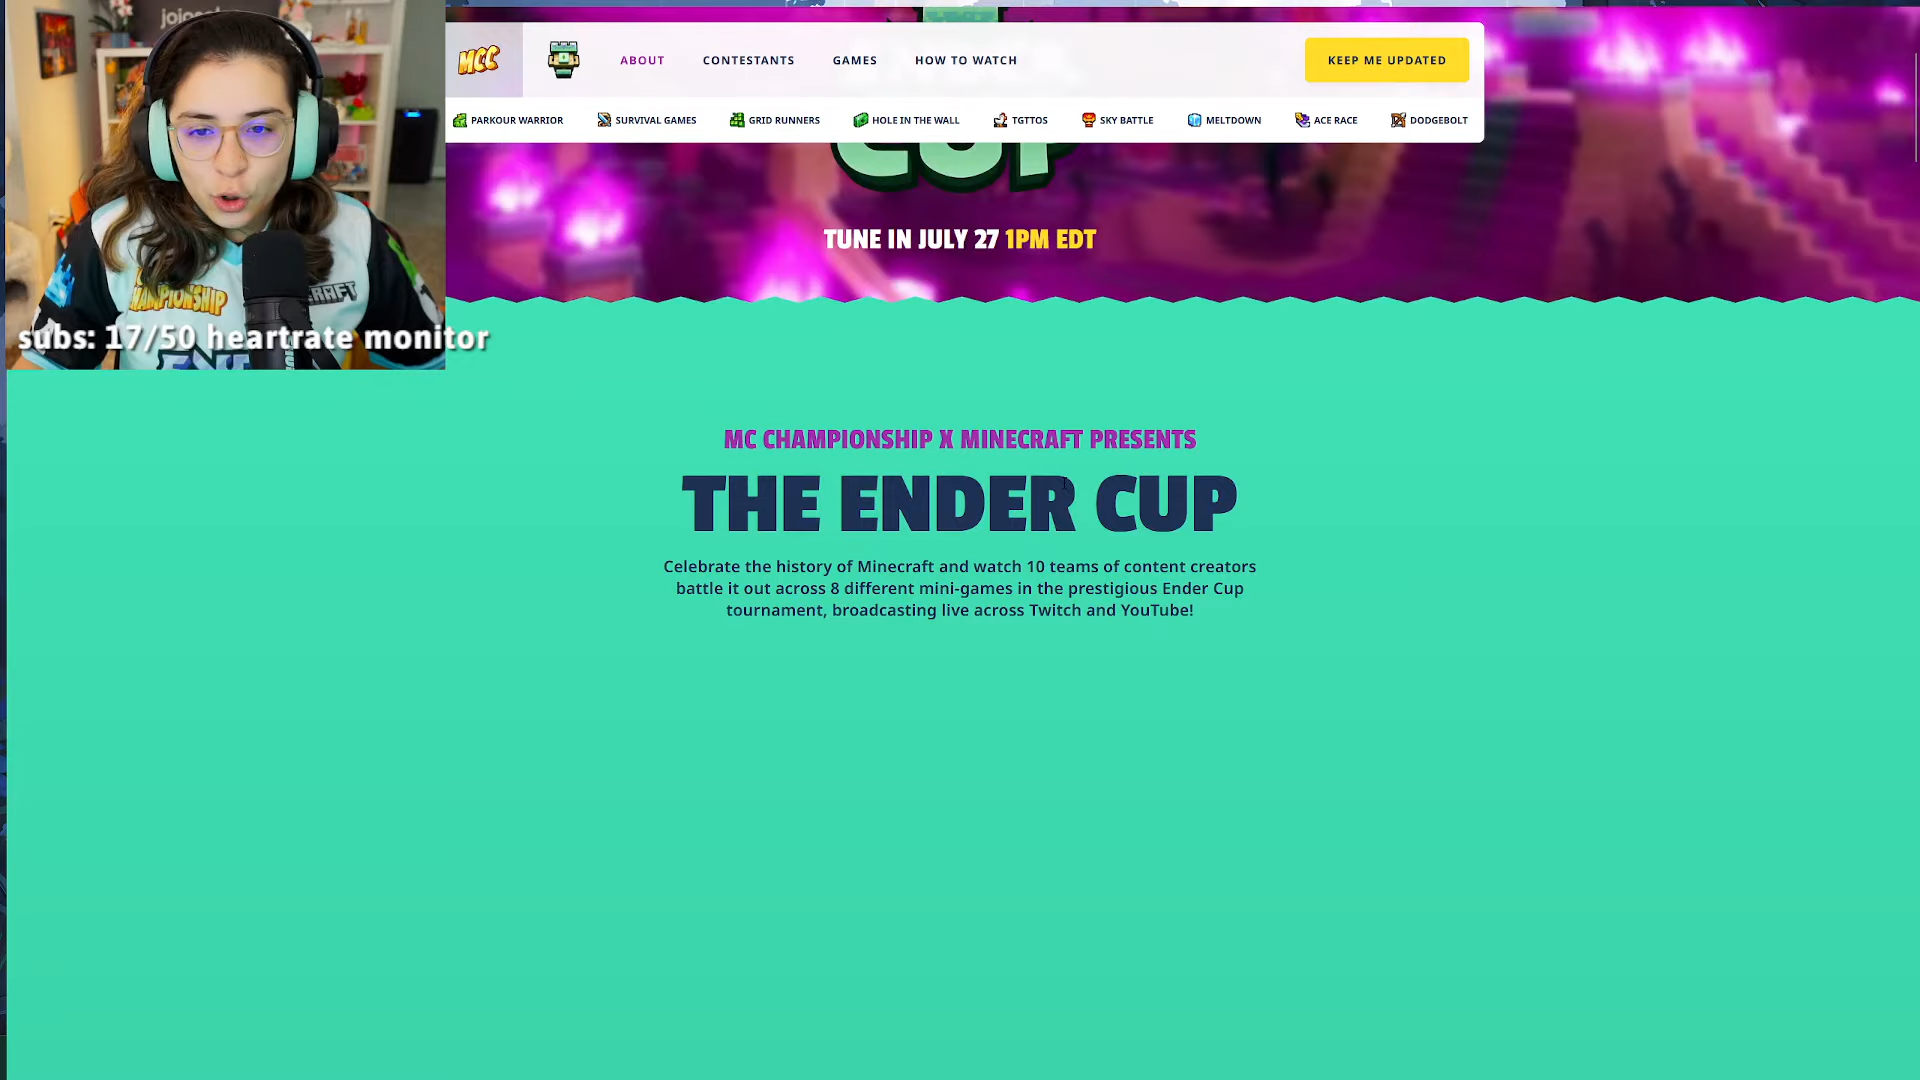 MCC
ABOUT
CONTESTANTS
GAMES
HOW TO WATCH
KEEP ME UPDATED
PARKOUR WARRIOR
SURVIVAL GAMES
GRID RUNNERS
HOLE IN THE WALL
TGTTOS
SKY BATTLE
MELTDOWN
ACE RACE
DODGEBOLT
CUP
TUNE IN JULY 27 1PM EDT
subs: 17/50 heartrate monitor
MC CHAMPIONSHIP X MINECRAFT PRESENTS
THE ENDER CUP
Celebrate the history of Minecraft and watch 10 teams of content creators
battle it out across 8 different mini-games in the prestigious Ender Cup
tournament, broadcasting live across Twitch and YouTube!